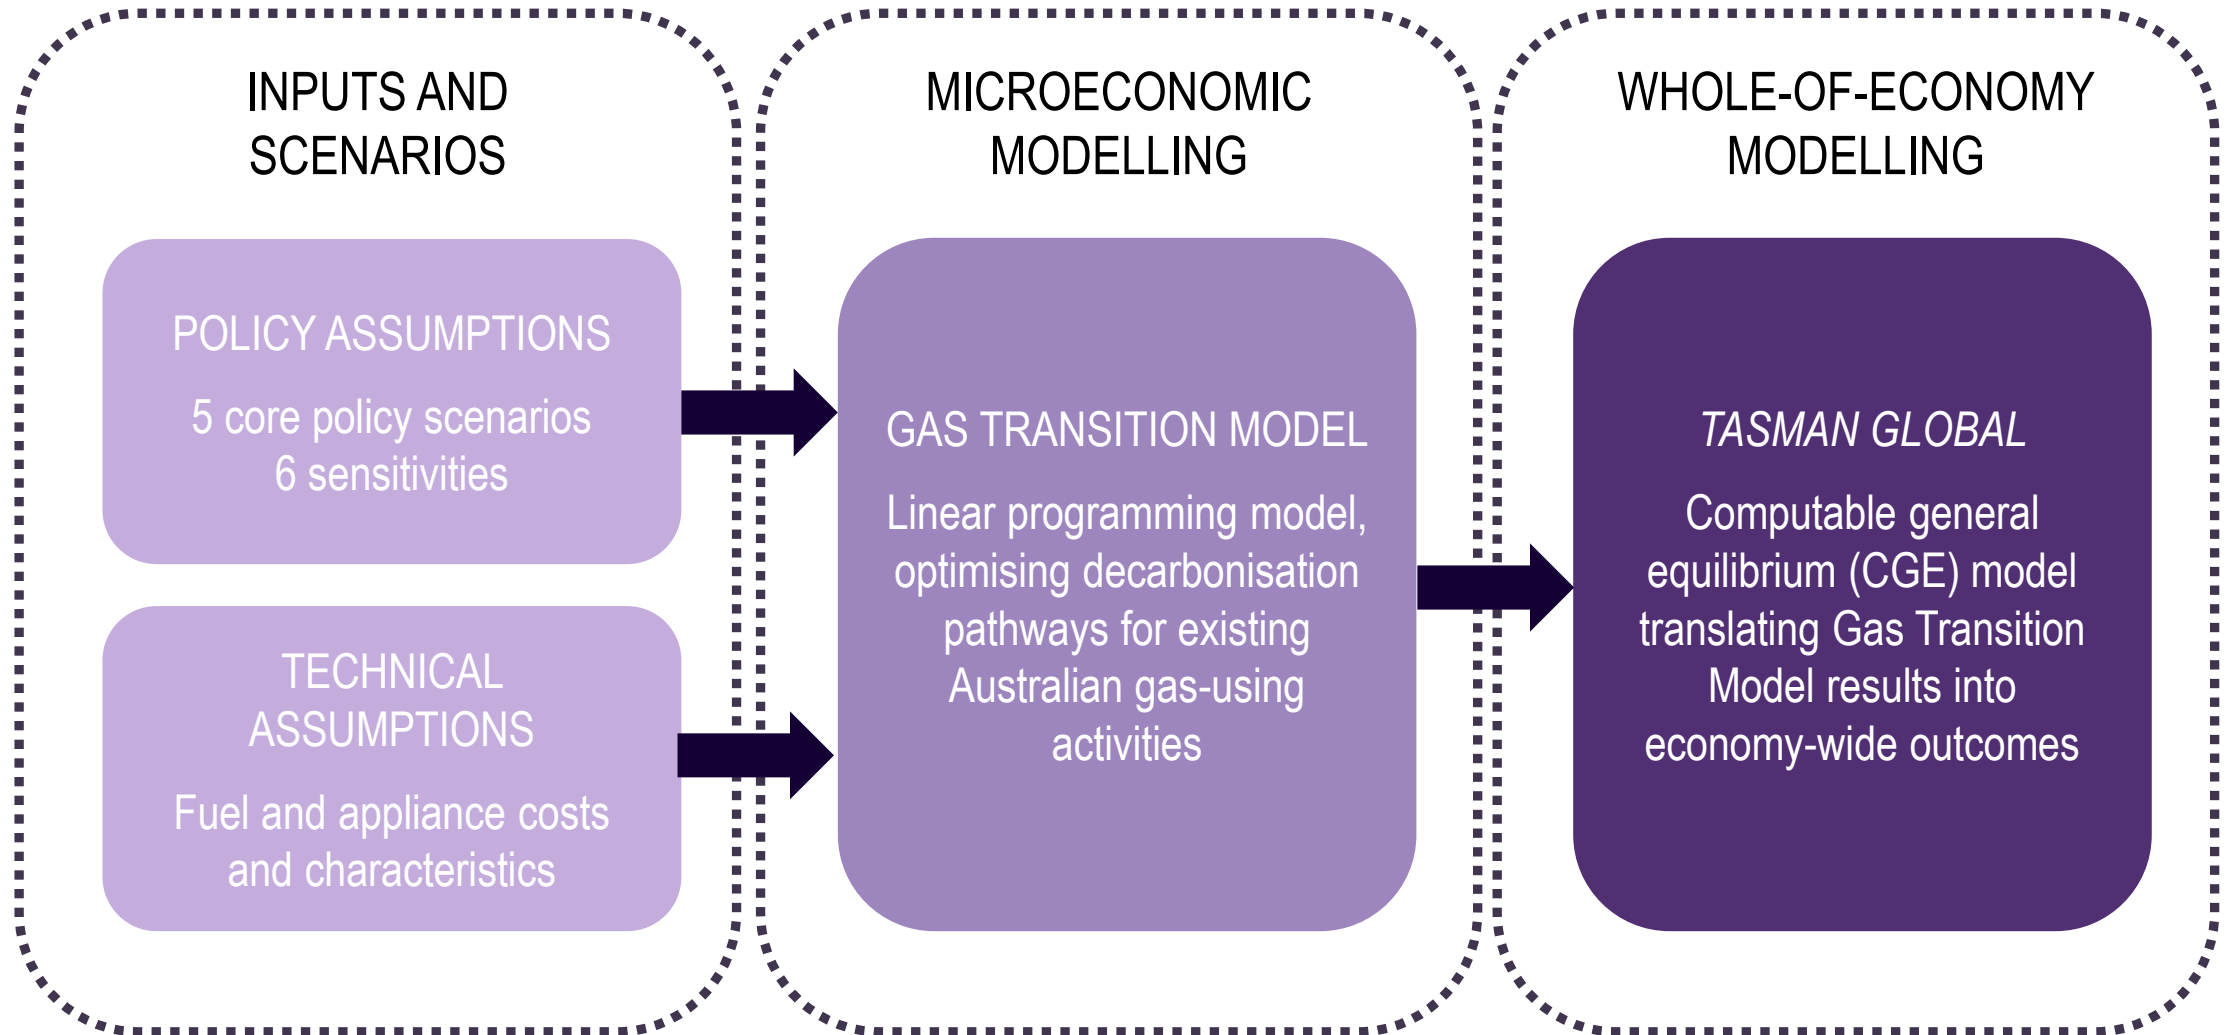 INPUTS AND
SCENARIOS
POLICY ASSUMPTIONS
5 core policy scenarios
6 sensitivities
TECHNICAL
ASSUMPTIONS
Fuel and appliance costs
and characteristics
MICROECONOMIC
MODELLING
GAS TRANSITION MODEL
Linear programming model,
optimising decarbonisation
pathways for existing
Australian gas-using
activities
WHOLE-OF-ECONOMY
MODELLING
TASMAN GLOBAL
Computable general
equilibrium (CGE) model
translating Gas Transition
Model results into
economy-wide outcomes